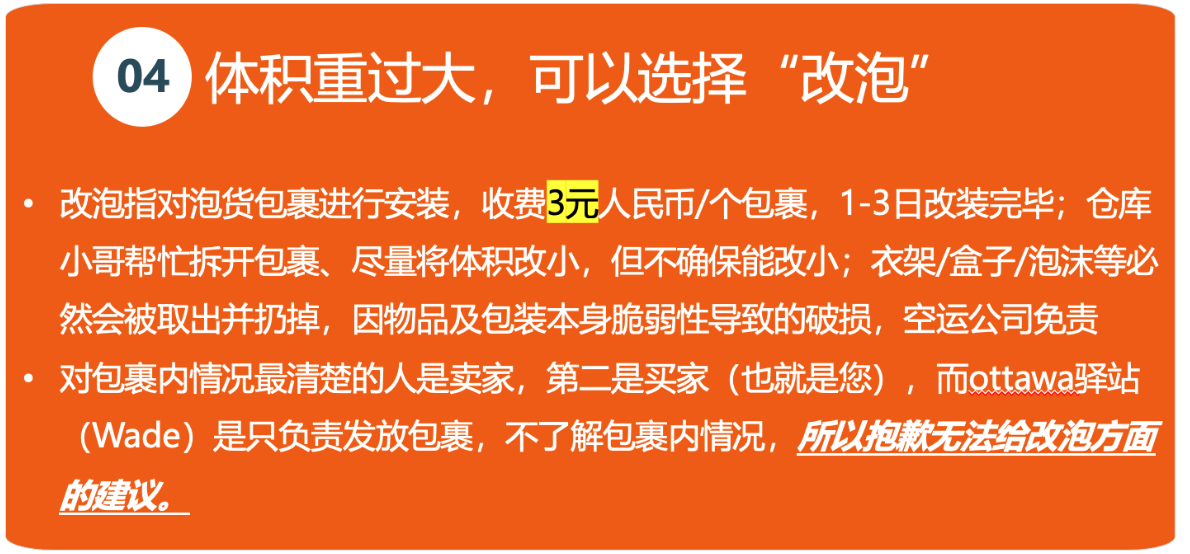 04 体积重过大，可以选择“改泡”
• 改泡指对泡货包裹进行安装，收费3元人民币/个包裹，1-3日改装完毕；仓库
小哥帮忙拆开包裹、尽量将体积改小，但不确保能改小；衣架/盒子/泡沫等必
然会被取出并扔掉，因物品及包装本身脆弱性导致的破损，空运公司免责
• 对包裹内情况最清楚的人是卖家，第二是买家（也就是您），而ottawa驿站
（Wade）是只负责发放包裹，不了解包裹内情况，所以抱歉无法给改泡方面
的建议。